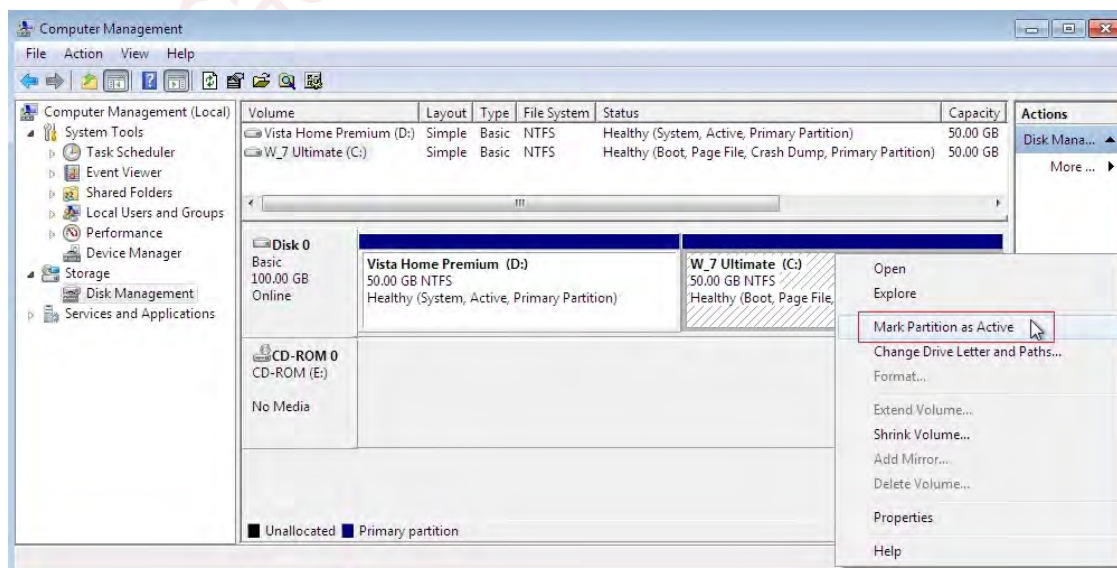 Computer Management
File Action View Help
Computer Management (Local)
System Tools
Task Scheduler
Event Viewer
Shared Folders
Local Users and Groups
Performance
Device Manager
Storage
Disk Management
Services and Applications
Volume Layout Type File System Status Capacity
Vista Home Premium (D:) Simple Basic NTFS Healthy (System, Active, Primary Partition) 50.00 GB
W_7 Ultimate (C:) Simple Basic NTFS Healthy (Boot, Page File, Crash Dump, Primary Partition) 50.00 GB
Disk 0
Basic
100.00 GB
Online
Vista Home Premium (D:)
50.00 GB NTFS
Healthy (System, Active, Primary Partition)
W_7 Ultimate (C:)
50.00 GB NTFS
Healthy (Boot, Page File,
CD-ROM 0
CD-ROM (E:)
No Media
Unallocated Primary partition
Open
Explore
Mark Partition as Active
Change Drive Letter and Paths...
Format...
Extend Volume...
Shrink Volume...
Add Mirror...
Delete Volume...
Properties
Help
Actions
Disk Mana...
More ...